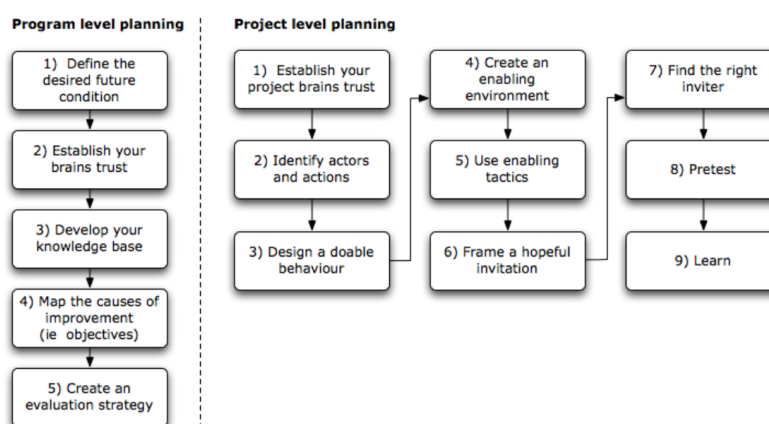 Program level planning
1) Define the
desired future
condition
2) Establish your
brains trust
3) Develop your
knowledge base
4) Map the causes of
improvement
(ie objectives)
5) Create an
evaluation strategy
Project level planning
1) Establish your
project brains trust
2) Identify actors
and actions
3) Design a doable
behaviour
4) Create an
enabling
environment
5) Use enabling
tactics
6) Frame a hopeful
invitation
7) Find the right
inviter
8) Pretest
9) Learn